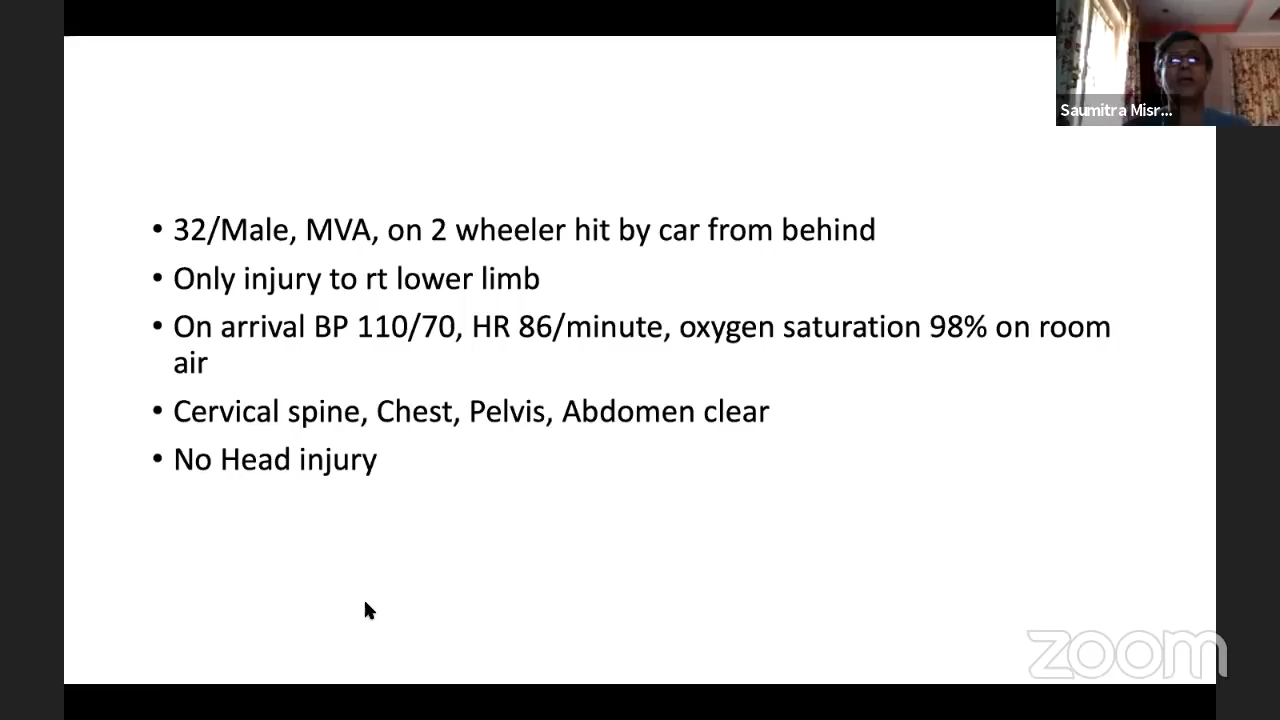 Saumitra Misr...
• 32/Male, MVA, on 2 wheeler hit by car from behind
• Only injury to rt lower limb
• On arrival BP 110/70, HR 86/minute, oxygen saturation 98% on room
air
• Cervical spine, Chest, Pelvis, Abdomen clear
• No Head injury
zoom